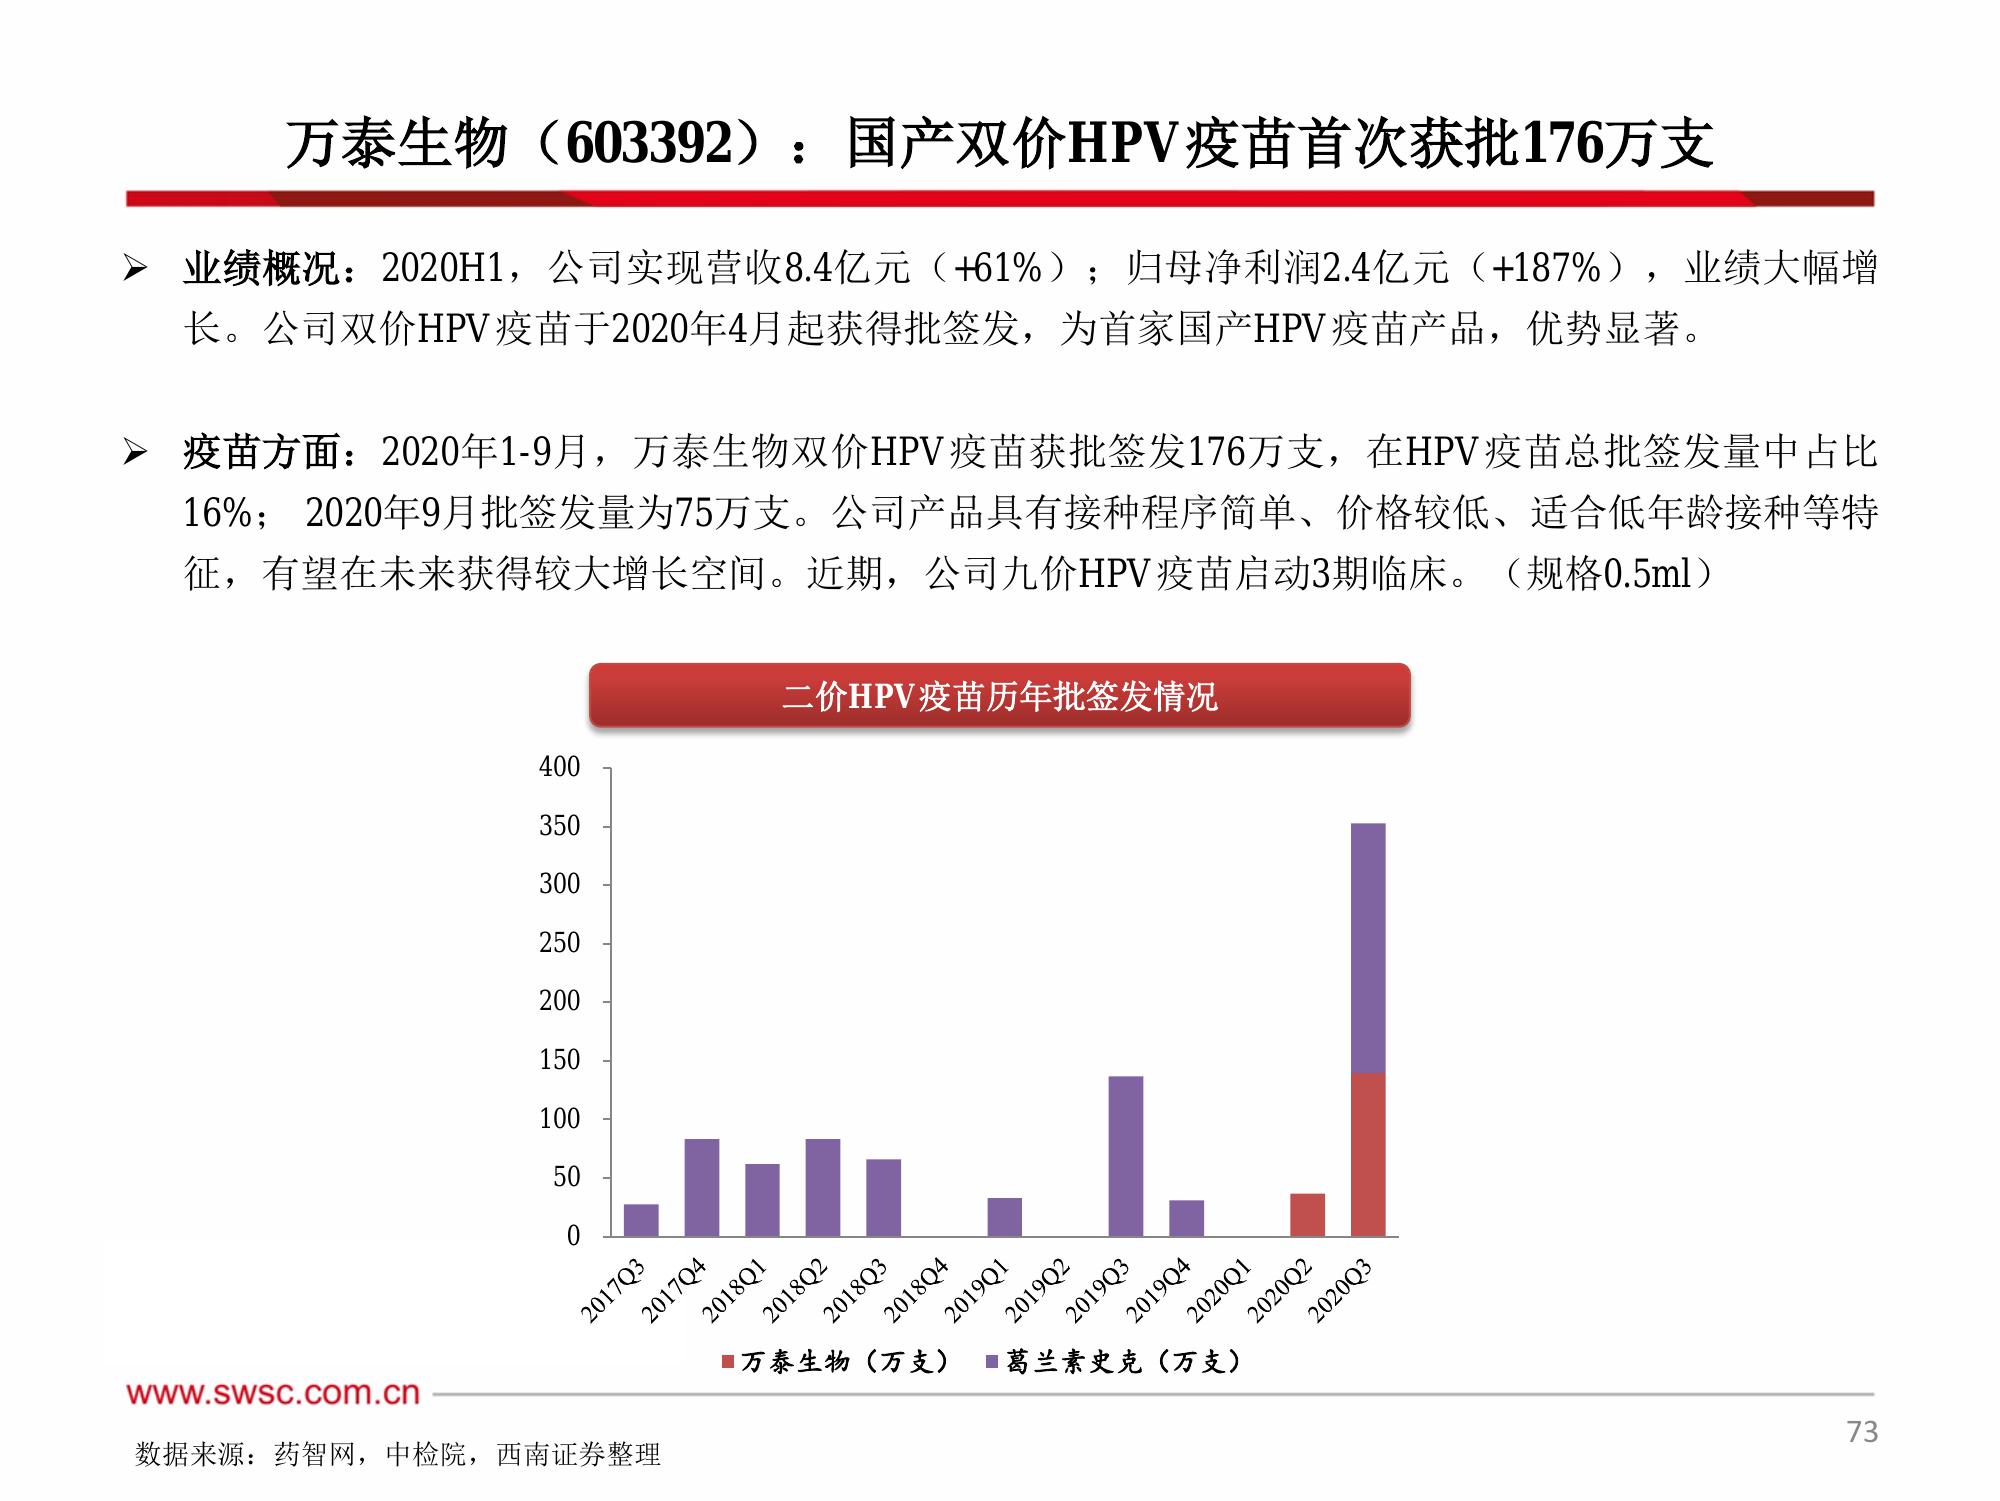 万泰生物（603392）：国产双价HPV疫苗首次获批176万支
➢ 业绩概况：2020H1，公司实现营收8.4亿元（+61%）；归母净利润2.4亿元（+187%），业绩大幅增
长。公司双价HPV疫苗于2020年4月起获得批签发，为首家国产HPV疫苗产品，优势显著。
➢ 疫苗方面：2020年1-9月，万泰生物双价HPV疫苗获批签发176万支，在HPV疫苗总批签发量中占比
16%； 2020年9月批签发量为75万支。公司产品具有接种程序简单、价格较低、适合低年龄接种等特
征，有望在未来获得较大增长空间。近期，公司九价HPV疫苗启动3期临床。（规格0.5ml）
二价HPV疫苗历年批签发情况
400
350
300
250
200
150
100
50
0
2017Q3 2017Q4 2018Q1 2018Q2 2018Q3 2018Q4 2019Q1 2019Q2 2019Q3 2019Q4 2020Q1 2020Q2 2020Q3
万泰生物（万支） 葛兰素史克（万支）
www.swsc.com.cn
73
数据来源：药智网，中检院，西南证券整理